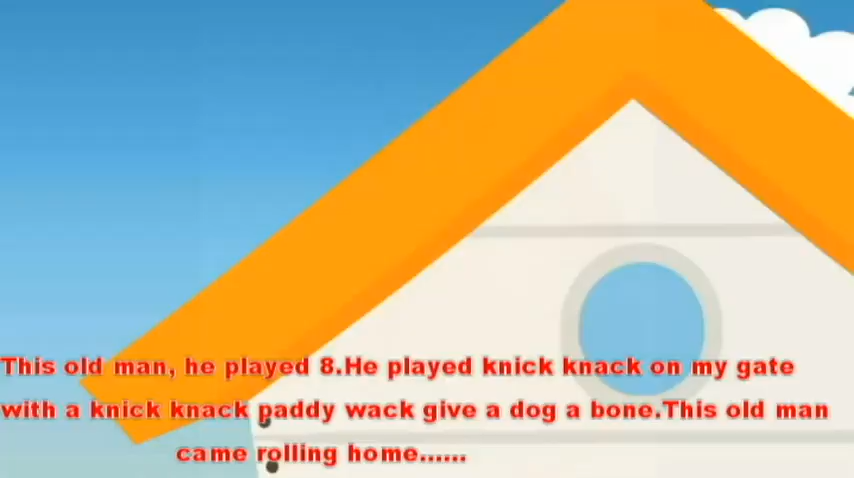 This old man, he played 8.He played knick knack on my gate
with a knick knack paddy wack give a dog a bone.This old man
came rolling home......